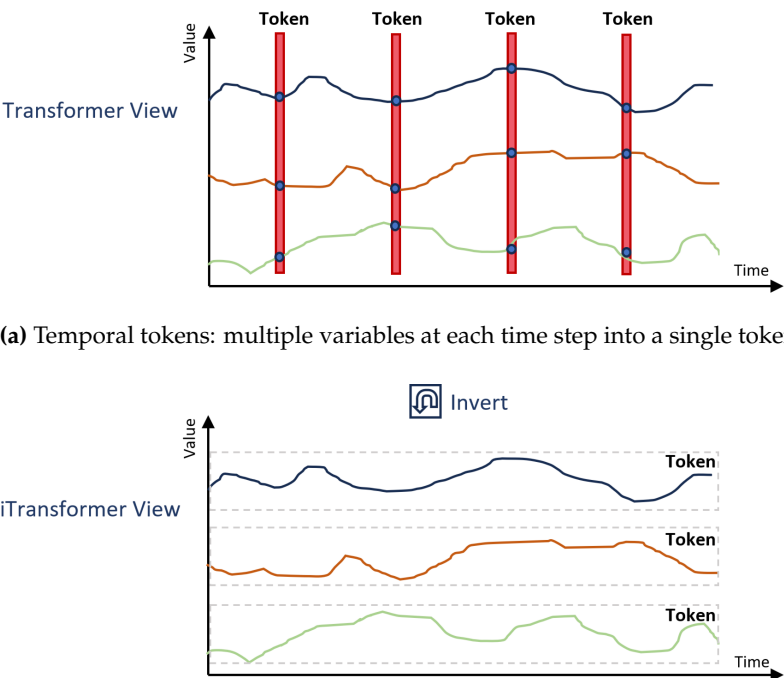 Token Token Token Token
Value
Transformer View
Time
(a) Temporal tokens: multiple variables at each time step into a single toke
Invert
Value
Token
iTransformer View
Token
Token
Time